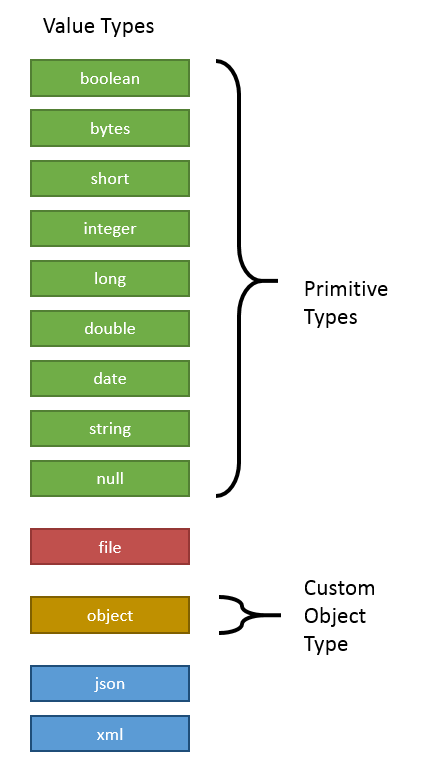 Value Types
boolean
bytes
short
integer
long
double
date
string
null
Primitive
Types
file
object
Custom
Object
Type
json
xml